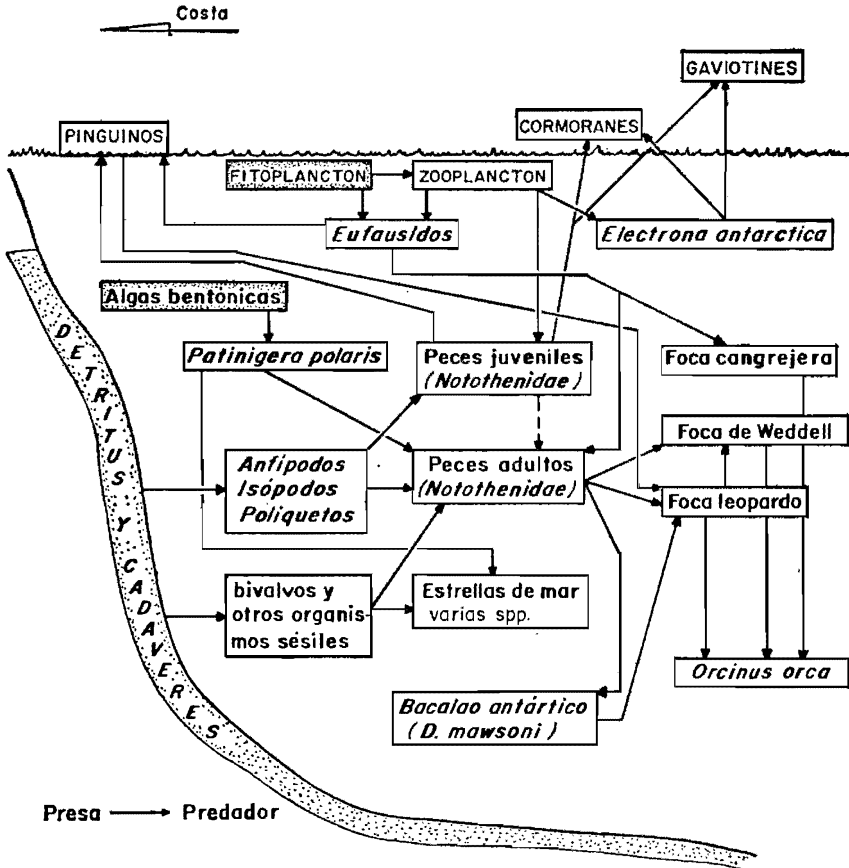 Costa
GAVIOTINES
PINGUINOS
CORMORANES
FITOPLANCTON
ZOOPLANCTON
Eufausidos
Electrona antarctica
Algas bentónicas
Patinigera polaris
Peces juveniles
(Notothenidae)
Foca cangrejera
Foca de Weddell
Anfípodos
Isópodos
Poliquetos
Peces adultos
(Notothenidae)
Foca leopardo
DETRITUS Y CADAVERES
bivalvos y
otros organis
mos sésiles
Estrellas de mar
varias spp.
Orcinus orca
Bacalao antártico
(D. mawsoni)
Presa Predador